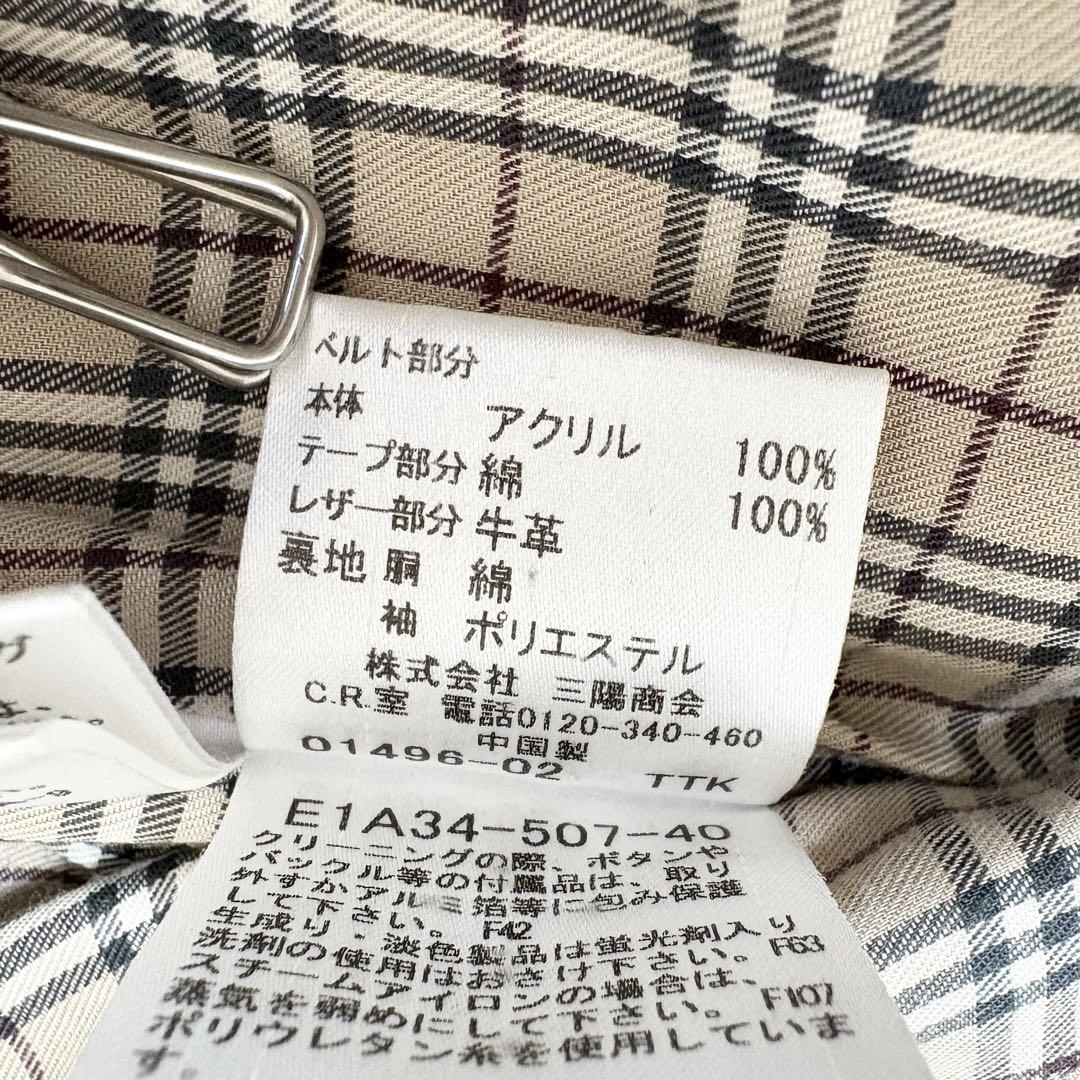 ベルト部分
本体 アクリル 100%
テープ部分 綿 100%
レザー部分 牛革
裏地 胴 綿
袖 ポリエステル
株式会社 三陽商会
C.R.室 電話0120-340-460
中国製
01496-02 TTK
E1A34-507-40
クリーニングの際、ボタンや
バックル等の付属品は、取り
外すかアルミ箔等に包み保護
して下さい。 F42
生成り・淡色製品は蛍光剤入り
洗剤の使用はおさけ下さい。F63
スチームアイロンの場合は、
蒸気を弱めにして下さい。F107
ポリウレタン糸を使用していま
す。